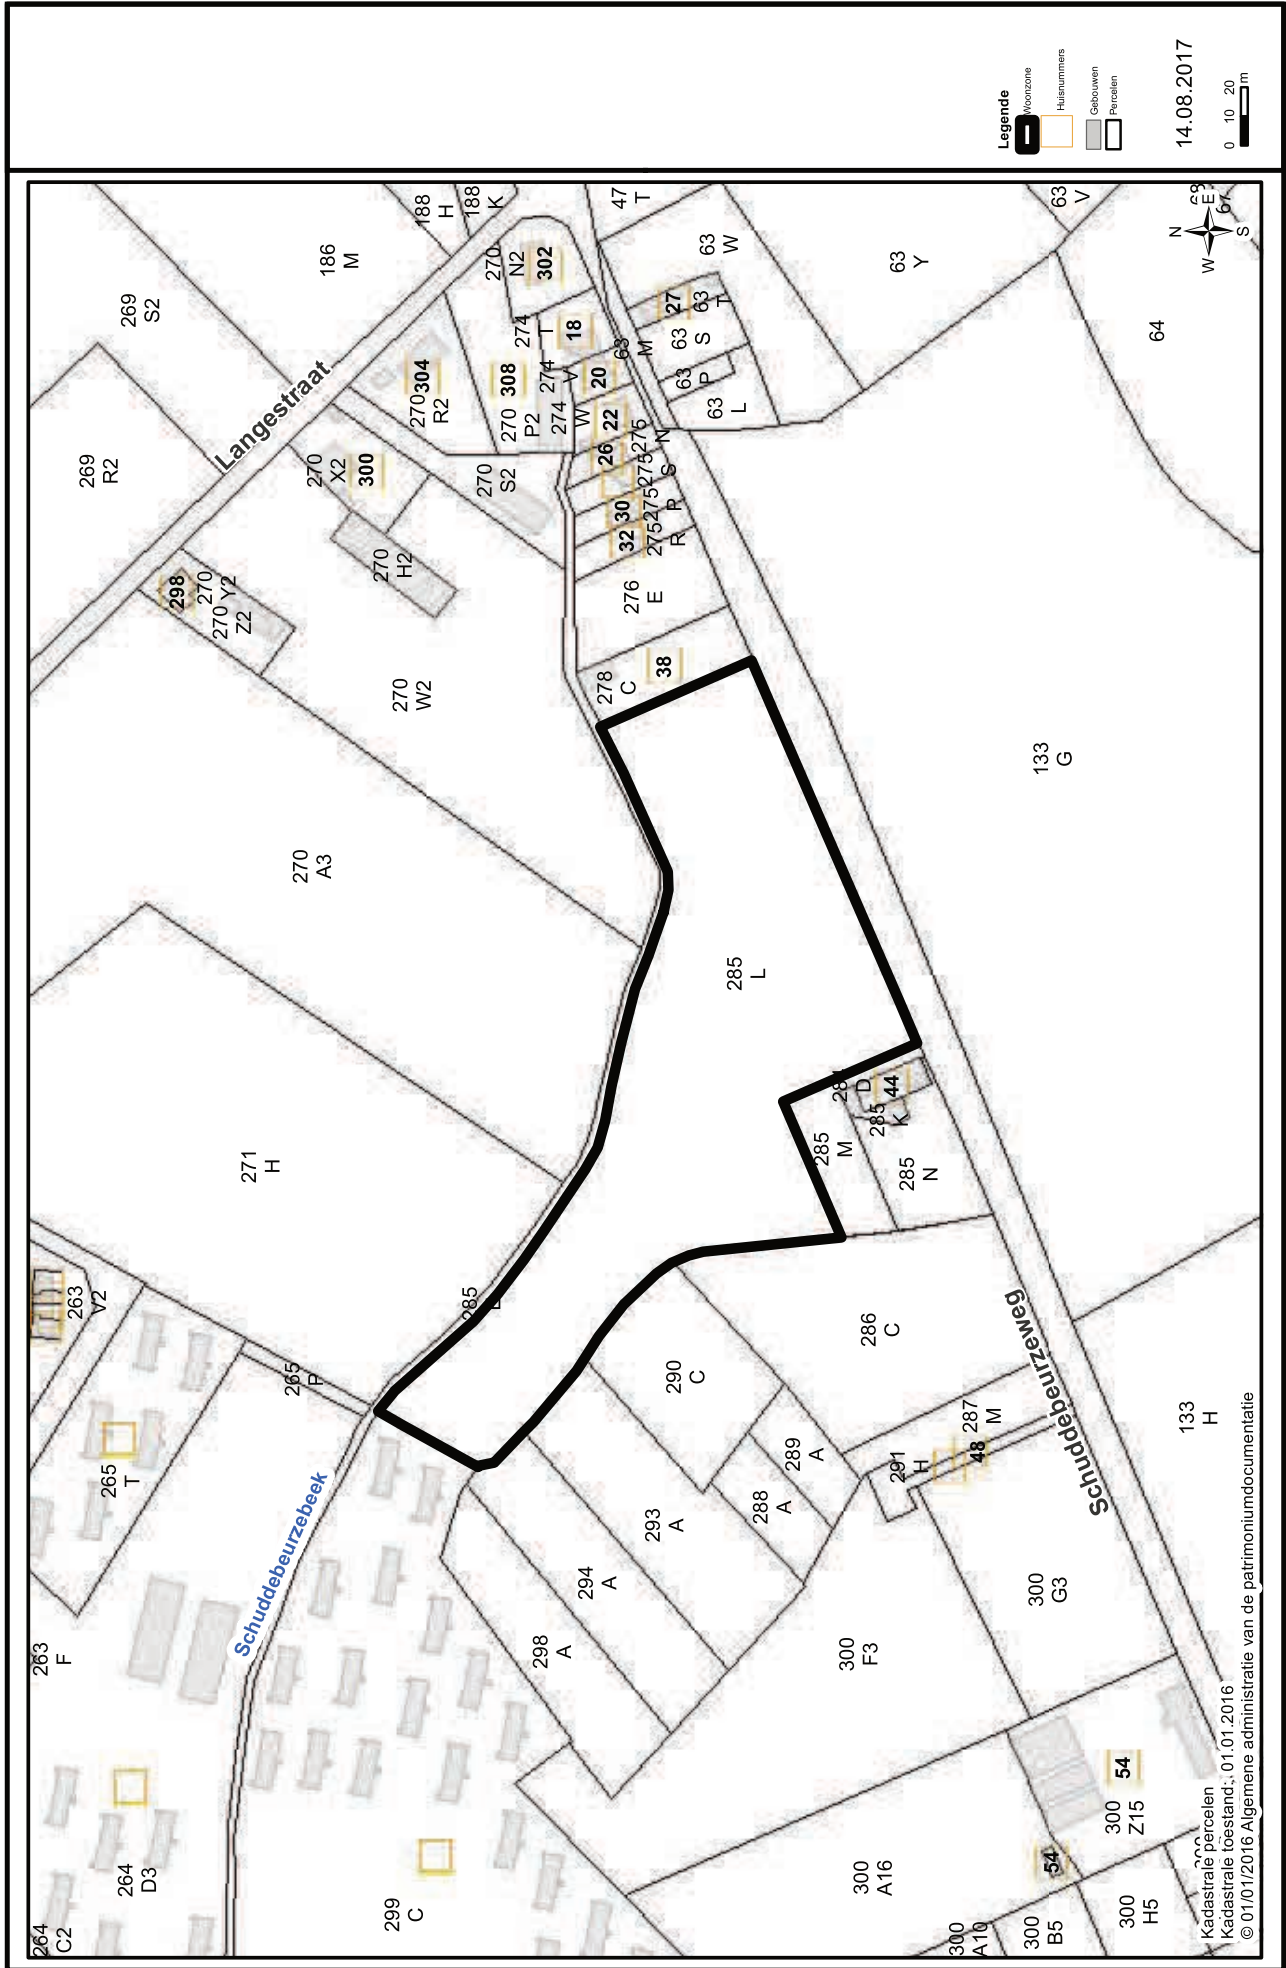 Legende
Woonzone
Huisnummers
Gebouwen
Percelen
14.08.2017
0 10 20
m
N
E
S
W
Langestraat
Schuddebeurzeweg
Schuddebeurzebeek
264
C2
264
D3
263
F
265
T
265
P
263
V2
271
H
270
A3
270
W2
298
270
Y2
270
Z2
269
R2
269
S2
186
M
188
H
188
K
270
X2
300
270
H2
270
S2
270
R2
304
270
P2
308
270
N2
302
274
T
18
274
V
20
274
W
22
275
N
26
275
S
275
P
30
275
R
32
276
E
278
C
38
47
T
63
W
63
T
27
63
S
63
M
63
P
63
L
63
Y
63
V
67
64
133
G
133
H
285
L
285
285
M
285
K
285
N
D
44
286
C
290
C
289
A
288
A
287
M
48
291
H
293
A
294
A
298
A
299
C
300
F3
300
G3
300
A16
300
Z15
54
54
300
A10
300
B5
300
H5
Kadastrale percelen
Kadastrale toestand: 01.01.2016
© 01/01/2016 Algemene administratie van de patrimoniumdocumentatie